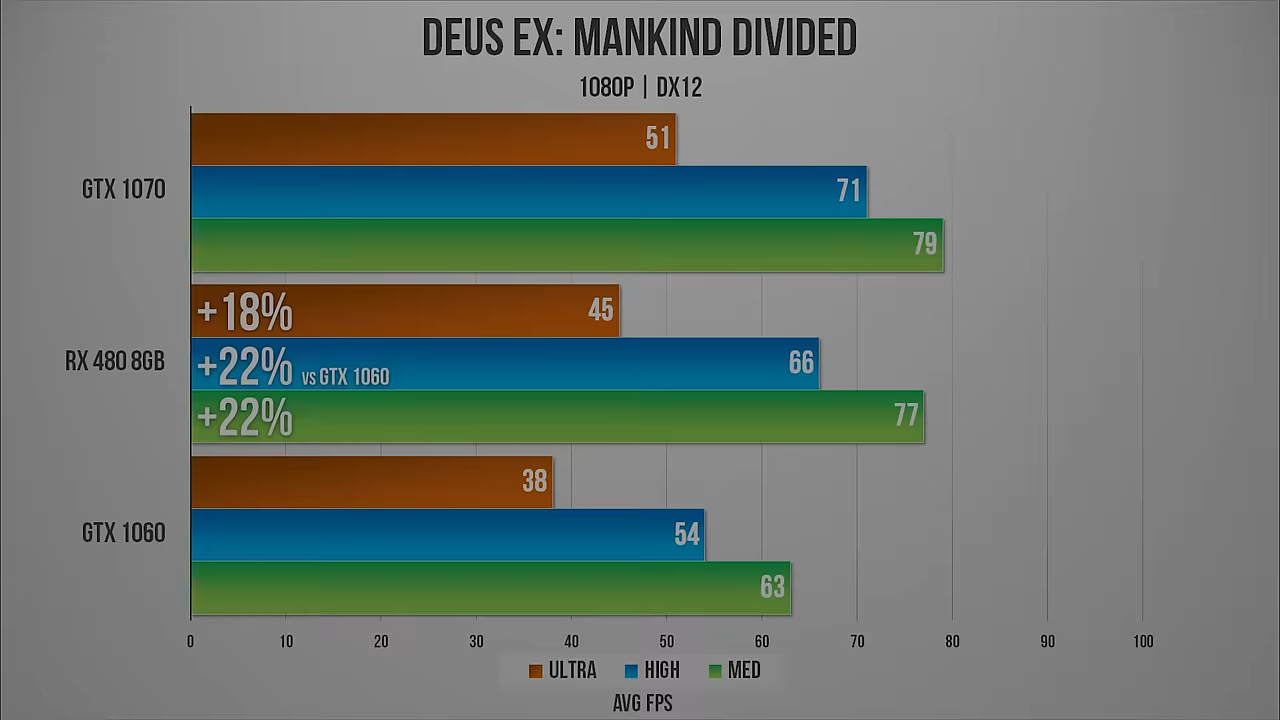 DEUS EX: MANKIND DIVIDED
1080P | DX12
GTX 1070
51
71
79
RX 480 8GB
+18%
45
+22% VS GTX 1060
66
+22%
77
GTX 1060
38
54
63
0 10 20 30 40 50 60 70 80 90 100
ULTRA HIGH MED
AVG FPS